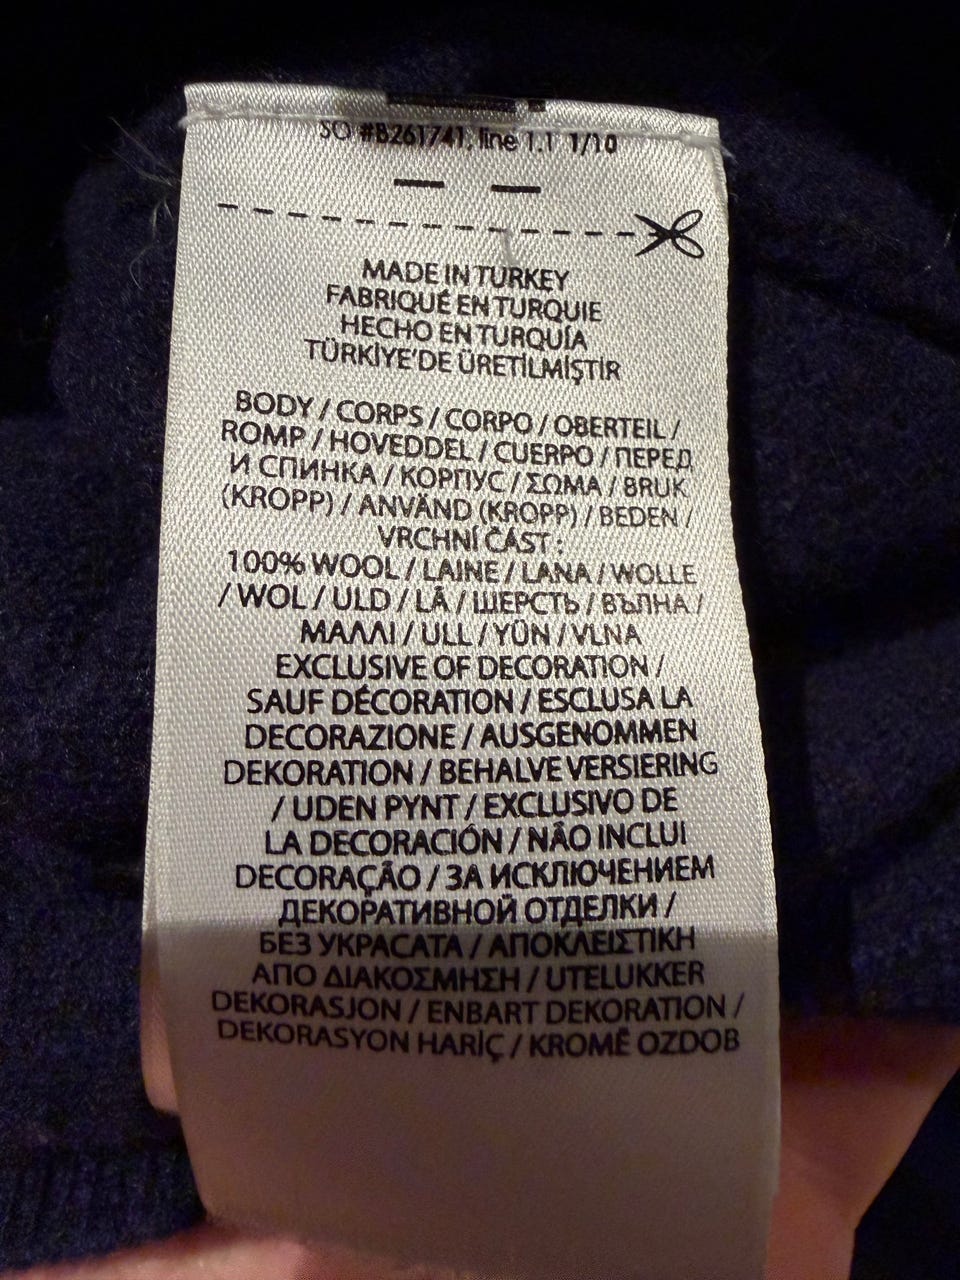 SO #B261741, line 1.1 1/10
MADE IN TURKEY
FABRIQUÉ EN TURQUIE
HECHO EN TURQUÍA
TÜRKİYE'DE ÜRETİLMİŞTİR
BODY / CORPS / CORPO / OBERTEIL /
ROMP / HOVEDDEL / CUERPO / ПЕРЕД
И СПИНКА / КОРПУС / ΣΩΜΑ / BRUK
(KROPP) / ANVÄND (KROPP) / BEDEN /
VRCHNÍ ČÁST :
100% WOOL / LAINE / LANA / WOLLE
/ WOL / ULD / LÃ / ШЕРСТЬ / ВЪЛНА /
ΜΑΛΛΙ / ULL / YÜN / VLNA
EXCLUSIVE OF DECORATION /
SAUF DÉCORATION / ESCLUSA LA
DECORAZIONE / AUSGENOMMEN
DEKORATION / BEHALVE VERSIERING
/ UDEN PYNT / EXCLUSIVO DE
LA DECORACIÓN / NÃO INCLUI
DECORAÇÃO / ЗА ИСКЛЮЧЕНИЕМ
ДЕКОРАТИВНОЙ ОТДЕЛКИ /
БЕЗ УКРАСАТА / ΑΠΟΚΛΕΙΣΤΙΚΗ
ΑΠΟ ΔΙΑΚΟΣΜΗΣΗ / UTELUKKER
DEKORASJON / ENBART DEKORATION /
DEKORASYON HARİÇ / KROMĚ OZDOB